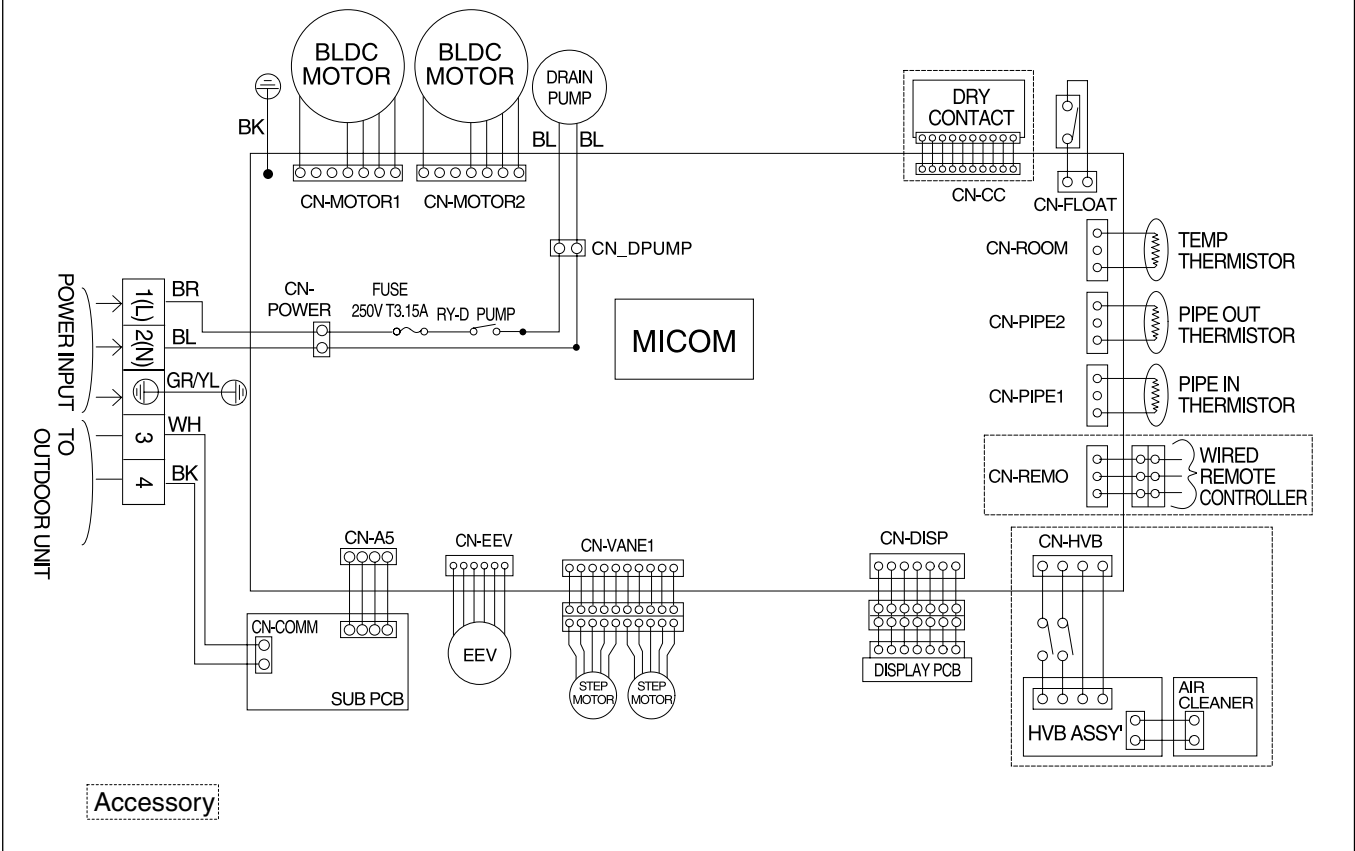 BLDC
MOTOR
BLDC
MOTOR
DRAIN
PUMP
BK
BL
BL
DRY
CONTACT
CN-CC
CN-FLOAT
CN-MOTOR1
CN-MOTOR2
CN_DPUMP
CN-ROOM
TEMP
THERMISTOR
CN-PIPE2
PIPE OUT
THERMISTOR
CN-PIPE1
PIPE IN
THERMISTOR
CN-REMO
WIRED
REMOTE
CONTROLLER
POWER INPUT
1(L)
2(N)
BR
BL
GR/YL
CN-
POWER
FUSE
250V T3.15A
RY-D PUMP
MICOM
TO
OUTDOOR UNIT
3
4
WH
BK
CN-A5
CN-EEV
CN-VANE1
CN-DISP
CN-HVB
CN-COMM
SUB PCB
EEV
STEP
MOTOR
STEP
MOTOR
DISPLAY PCB
HVB ASSY'
AIR
CLEANER
Accessory